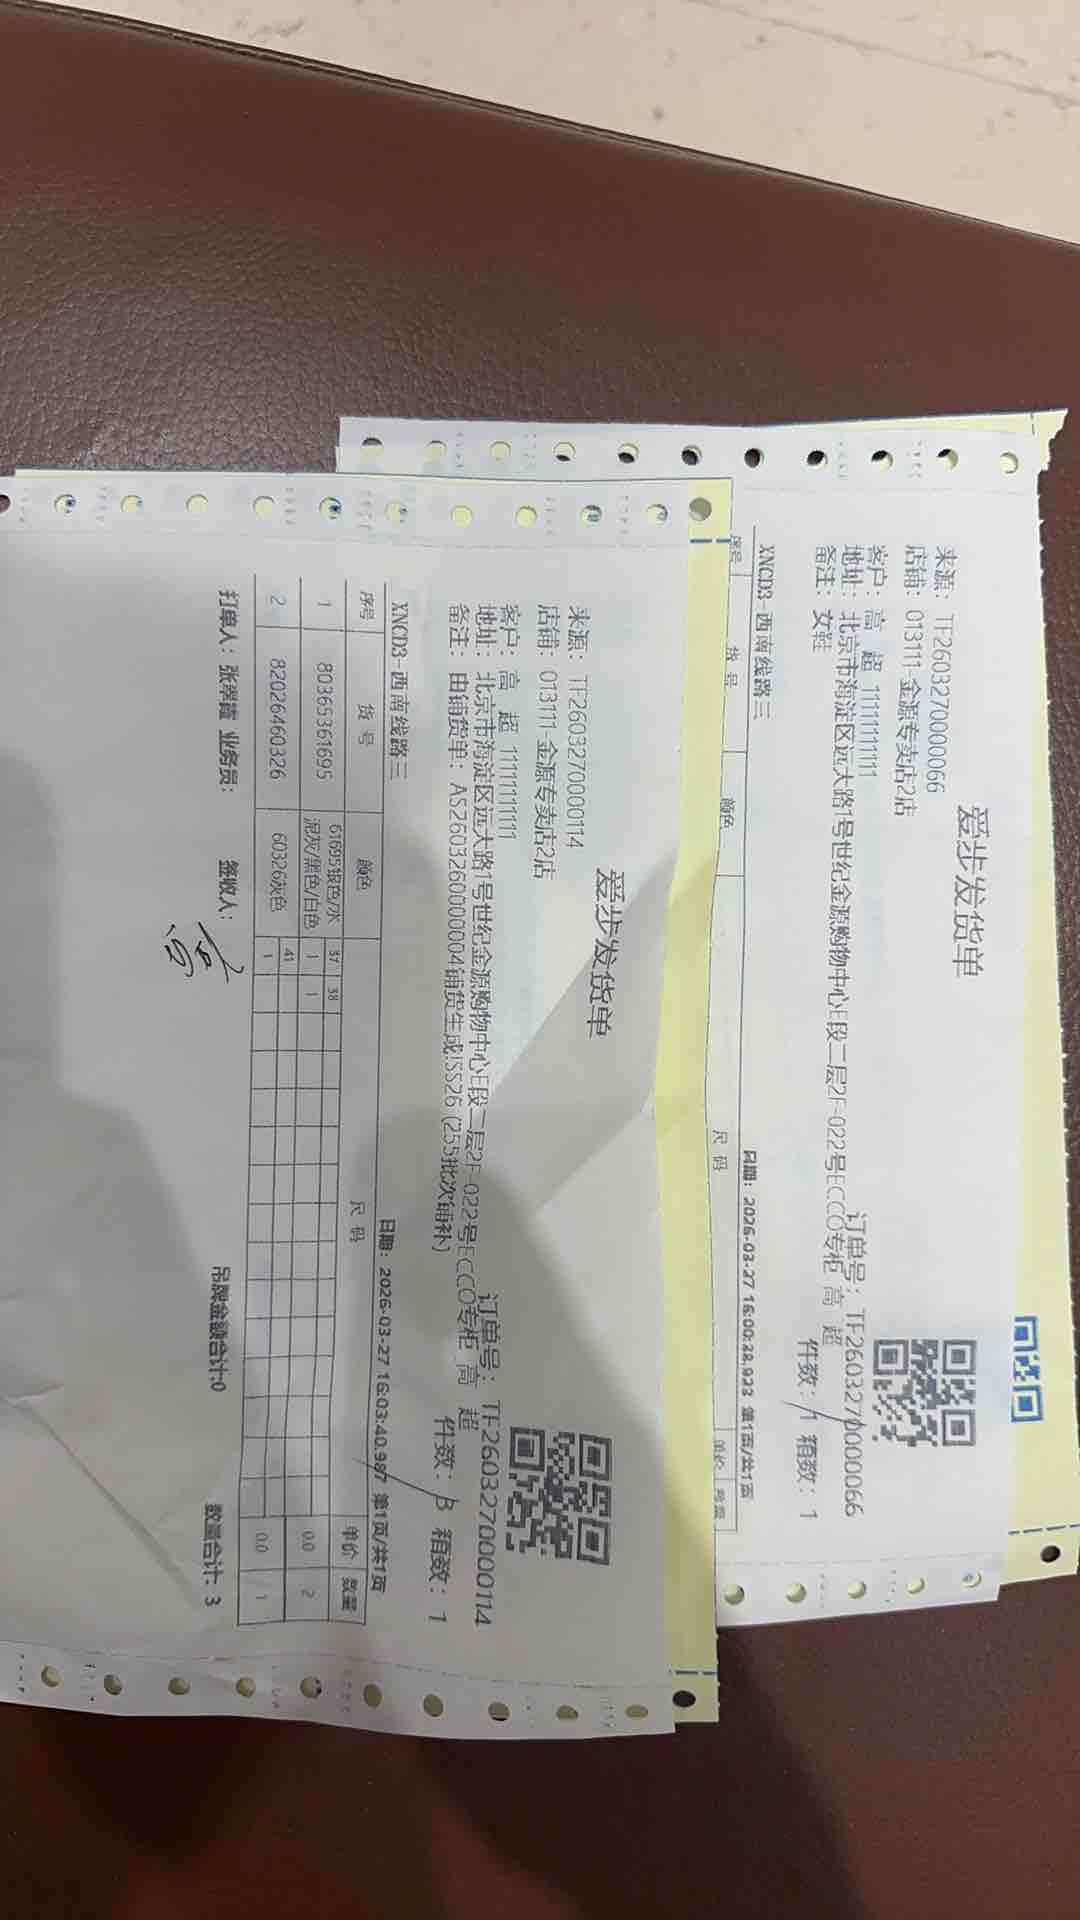 爱步发货单
来源：TF260327000066
店铺：013111-金源专卖店2店
订单号：TF260327000066
客户：高 超 11111111111
地址：北京市海淀区远大路1号世纪金源购物中心E段二层2F-022号ECCO专柜 高 超
备注：女鞋
件数：1 箱数：1
XNCD3-西南线路三
日期：2026-03-27 16:00:28.923 第1页/共1页
序号 货 号 颜色 尺 码 单价 数量
爱步发货单
来源：TF260327000114
店铺：013111-金源专卖店2店
订单号：TF260327000114
客户：高 超 11111111111
地址：北京市海淀区远大路1号世纪金源购物中心E段二层2F-022号ECCO专柜 高 超
备注：由铺货单：AS260326000004铺货生成!SS26 (255批次铺补)
件数：3 箱数：1
XNCD3-西南线路三
日期：2026-03-27 16:03:40.987 第1页/共1页
序号 货 号 颜色 尺 码 单价 数量
1 80365361695 61695银色/水泥灰/黑色/白色 37 38 0.0 2
1 1
2 82026460326 60326灰色 41 0.0 1
1
打单人：张翠霞 业务员： 签收人： 吊牌金额合计:0 数量合计: 3